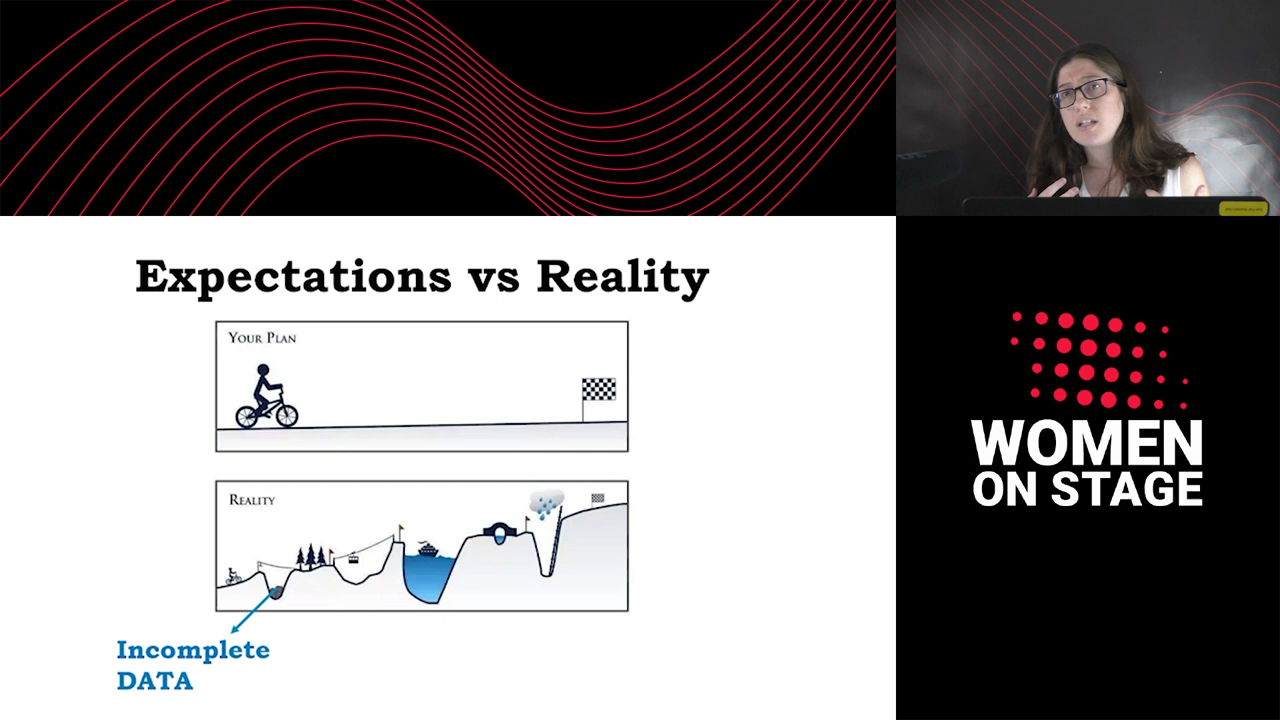 Expectations vs Reality
YOUR PLAN
REALITY
Incomplete
DATA
WOMEN
ON STAGE